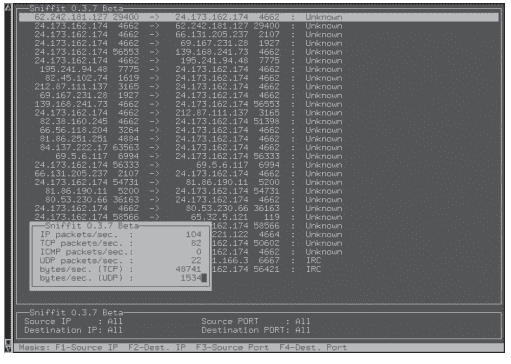 Sniffit 0.3.7 Beta
62.242.181.127 29400 -> 24.173.162.174 4662 : Unknown
24.173.162.174 4662 -> 62.242.181.127 29400 : Unknown
24.173.162.174 4662 -> 66.131.205.237 2107 : Unknown
24.173.162.174 4662 -> 69.167.231.28 1927 : Unknown
24.173.162.174 56553 -> 139.168.241.73 4662 : Unknown
24.173.162.174 4662 -> 195.241.94.48 7775 : Unknown
195.241.94.48 7775 -> 24.173.162.174 4662 : Unknown
82.45.102.74 1619 -> 24.173.162.174 4662 : Unknown
212.87.111.137 3165 -> 24.173.162.174 4662 : Unknown
69.167.231.28 1927 -> 24.173.162.174 4662 : Unknown
139.168.241.73 4662 -> 24.173.162.174 56553 : Unknown
24.173.162.174 4662 -> 212.87.111.137 3165 : Unknown
82.38.160.245 4662 -> 24.173.162.174 51398 : Unknown
66.56.118.204 3264 -> 24.173.162.174 4662 : Unknown
81.86.251.251 4884 -> 24.173.162.174 4662 : Unknown
84.137.222.17 63563 -> 24.173.162.174 4662 : Unknown
69.5.6.117 6994 -> 24.173.162.174 56333 : Unknown
24.173.162.174 56333 -> 69.5.6.117 6994 : Unknown
66.131.205.237 2107 -> 24.173.162.174 4662 : Unknown
24.173.162.174 54731 -> 81.86.190.11 5200 : Unknown
81.86.190.11 5200 -> 24.173.162.174 54731 : Unknown
80.53.230.66 36163 -> 24.173.162.174 4662 : Unknown
24.173.162.174 4662 -> 80.53.230.66 36163 : Unknown
24.173.162.174 58566 -> 65.32.5.121 119 : Unknown
Sniffit 0.3.7 Beta
IP packets/sec. : 104
TCP packets/sec. : 82
ICMP packets/sec. : 0
UDP packets/sec. : 22
bytes/sec. (TCP) : 48741
bytes/sec. (UDP) : 1534
162.174 58566 : Unknown
221.122 4664 : Unknown
162.174 50602 : Unknown
162.174 4662 : Unknown
1.166.3 6667 : IRC
162.174 56421 : IRC
Sniffit 0.3.7 Beta
Source IP : All Source PORT : All
Destination IP: All Destination PORT: All
Masks: F1-Source IP F2-Dest. IP F3-Source Port F4-Dest. Port